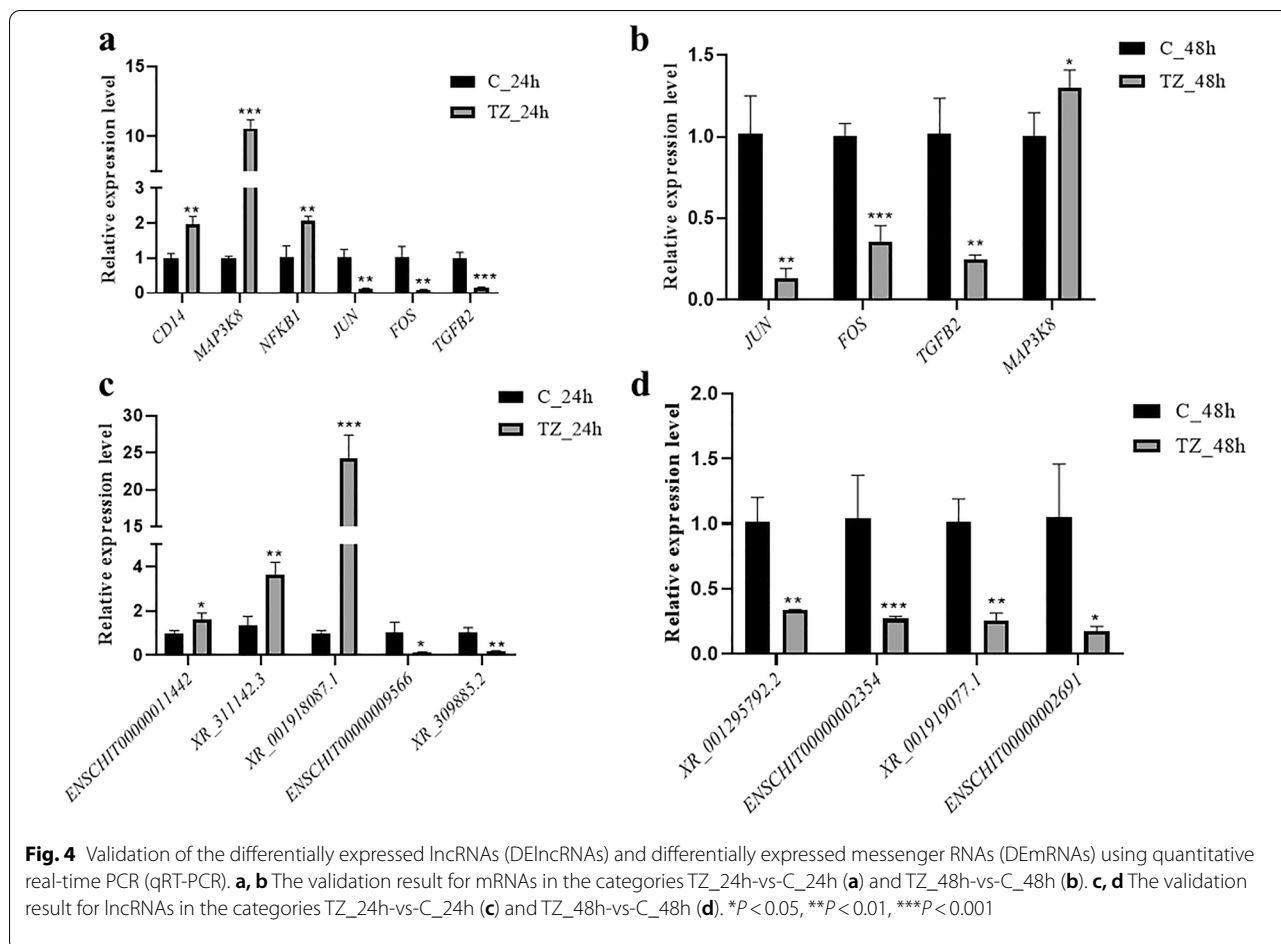 a
Relative expression level
15
10
3
2
1
0
***
**
**
**
**
***
C_24h
TZ_24h
CD14
MAP3K8
NFKB1
JUN
FOS
TGFB2
b
Relative expression level
1.5
1.0
0.5
0.0
**
***
**
*
C_48h
TZ_48h
JUN
FOS
TGFB2
MAP3K8
c
Relative expression level
30
25
20
15
4
2
0
*
**
***
*
**
C_24h
TZ_24h
ENSCHIT00000011442
XR_311142.3
XR_001918087.1
ENSCHIT00000009566
XR_309885.2
d
Relative expression level
2.0
1.5
1.0
0.5
0.0
**
***
**
*
C_48h
TZ_48h
XR_001295792.2
ENSCHIT00000002354
XR_001919077.1
ENSCHIT00000002691
Fig. 4 Validation of the differentially expressed lncRNAs (DElncRNAs) and differentially expressed messenger RNAs (DEmRNAs) using quantitative
real-time PCR (qRT-PCR). a, b The validation result for mRNAs in the categories TZ_24h-vs-C_24h (a) and TZ_48h-vs-C_48h (b). c, d The validation
result for lncRNAs in the categories TZ_24h-vs-C_24h (c) and TZ_48h-vs-C_48h (d). *P < 0.05, **P < 0.01, ***P < 0.001